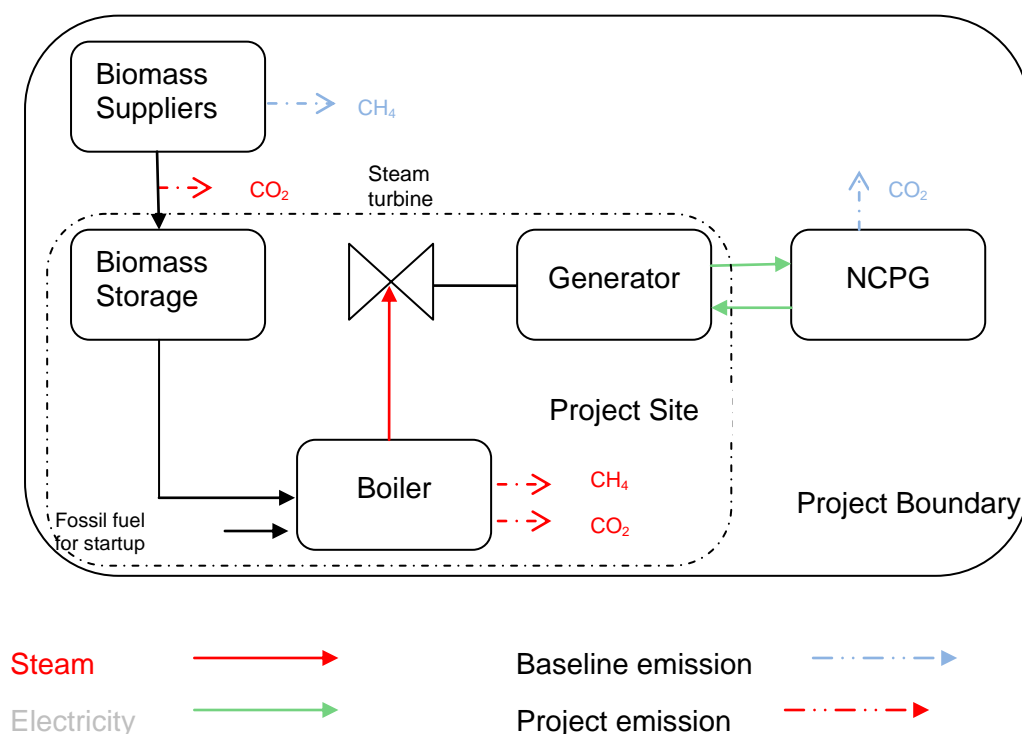 Biomass
Suppliers
CH₄
CO₂
Steam
turbine
CO₂
Biomass
Storage
Generator
NCPG
Project Site
Boiler
CH₄
CO₂
Fossil fuel
for startup
Project Boundary
Steam
Baseline emission
Electricity
Project emission